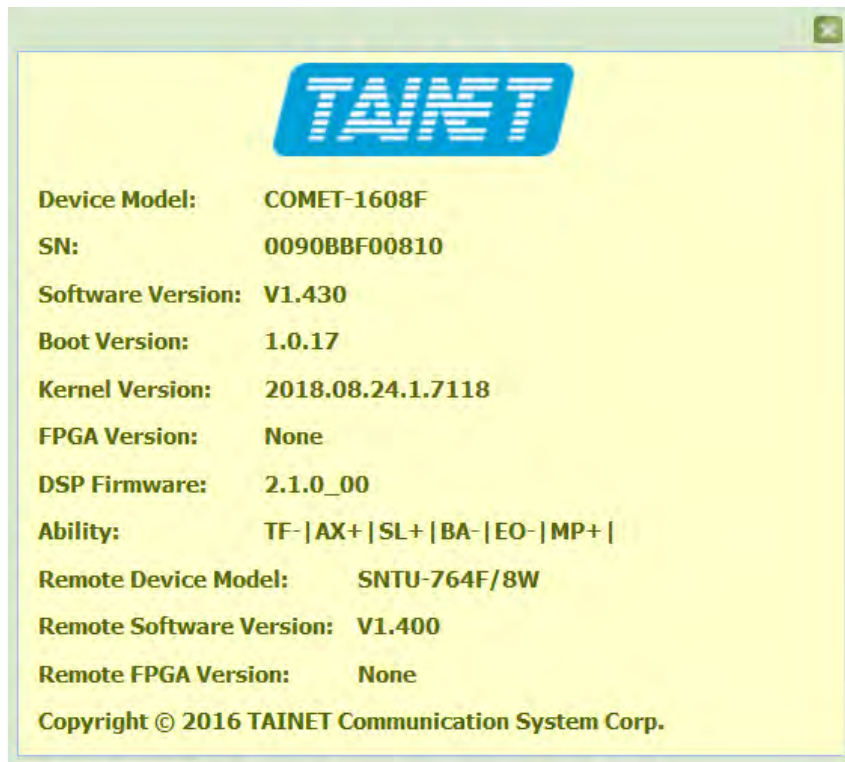 TAINET
Device Model: COMET-1608F
SN: 0090BBF00810
Software Version: V1.430
Boot Version: 1.0.17
Kernel Version: 2018.08.24.1.7118
FPGA Version: None
DSP Firmware: 2.1.0_00
Ability: TF-|AX+|SL+|BA-|EO-|MP+|
Remote Device Model: SNTU-764F/8W
Remote Software Version: V1.400
Remote FPGA Version: None
Copyright © 2016 TAINET Communication System Corp.